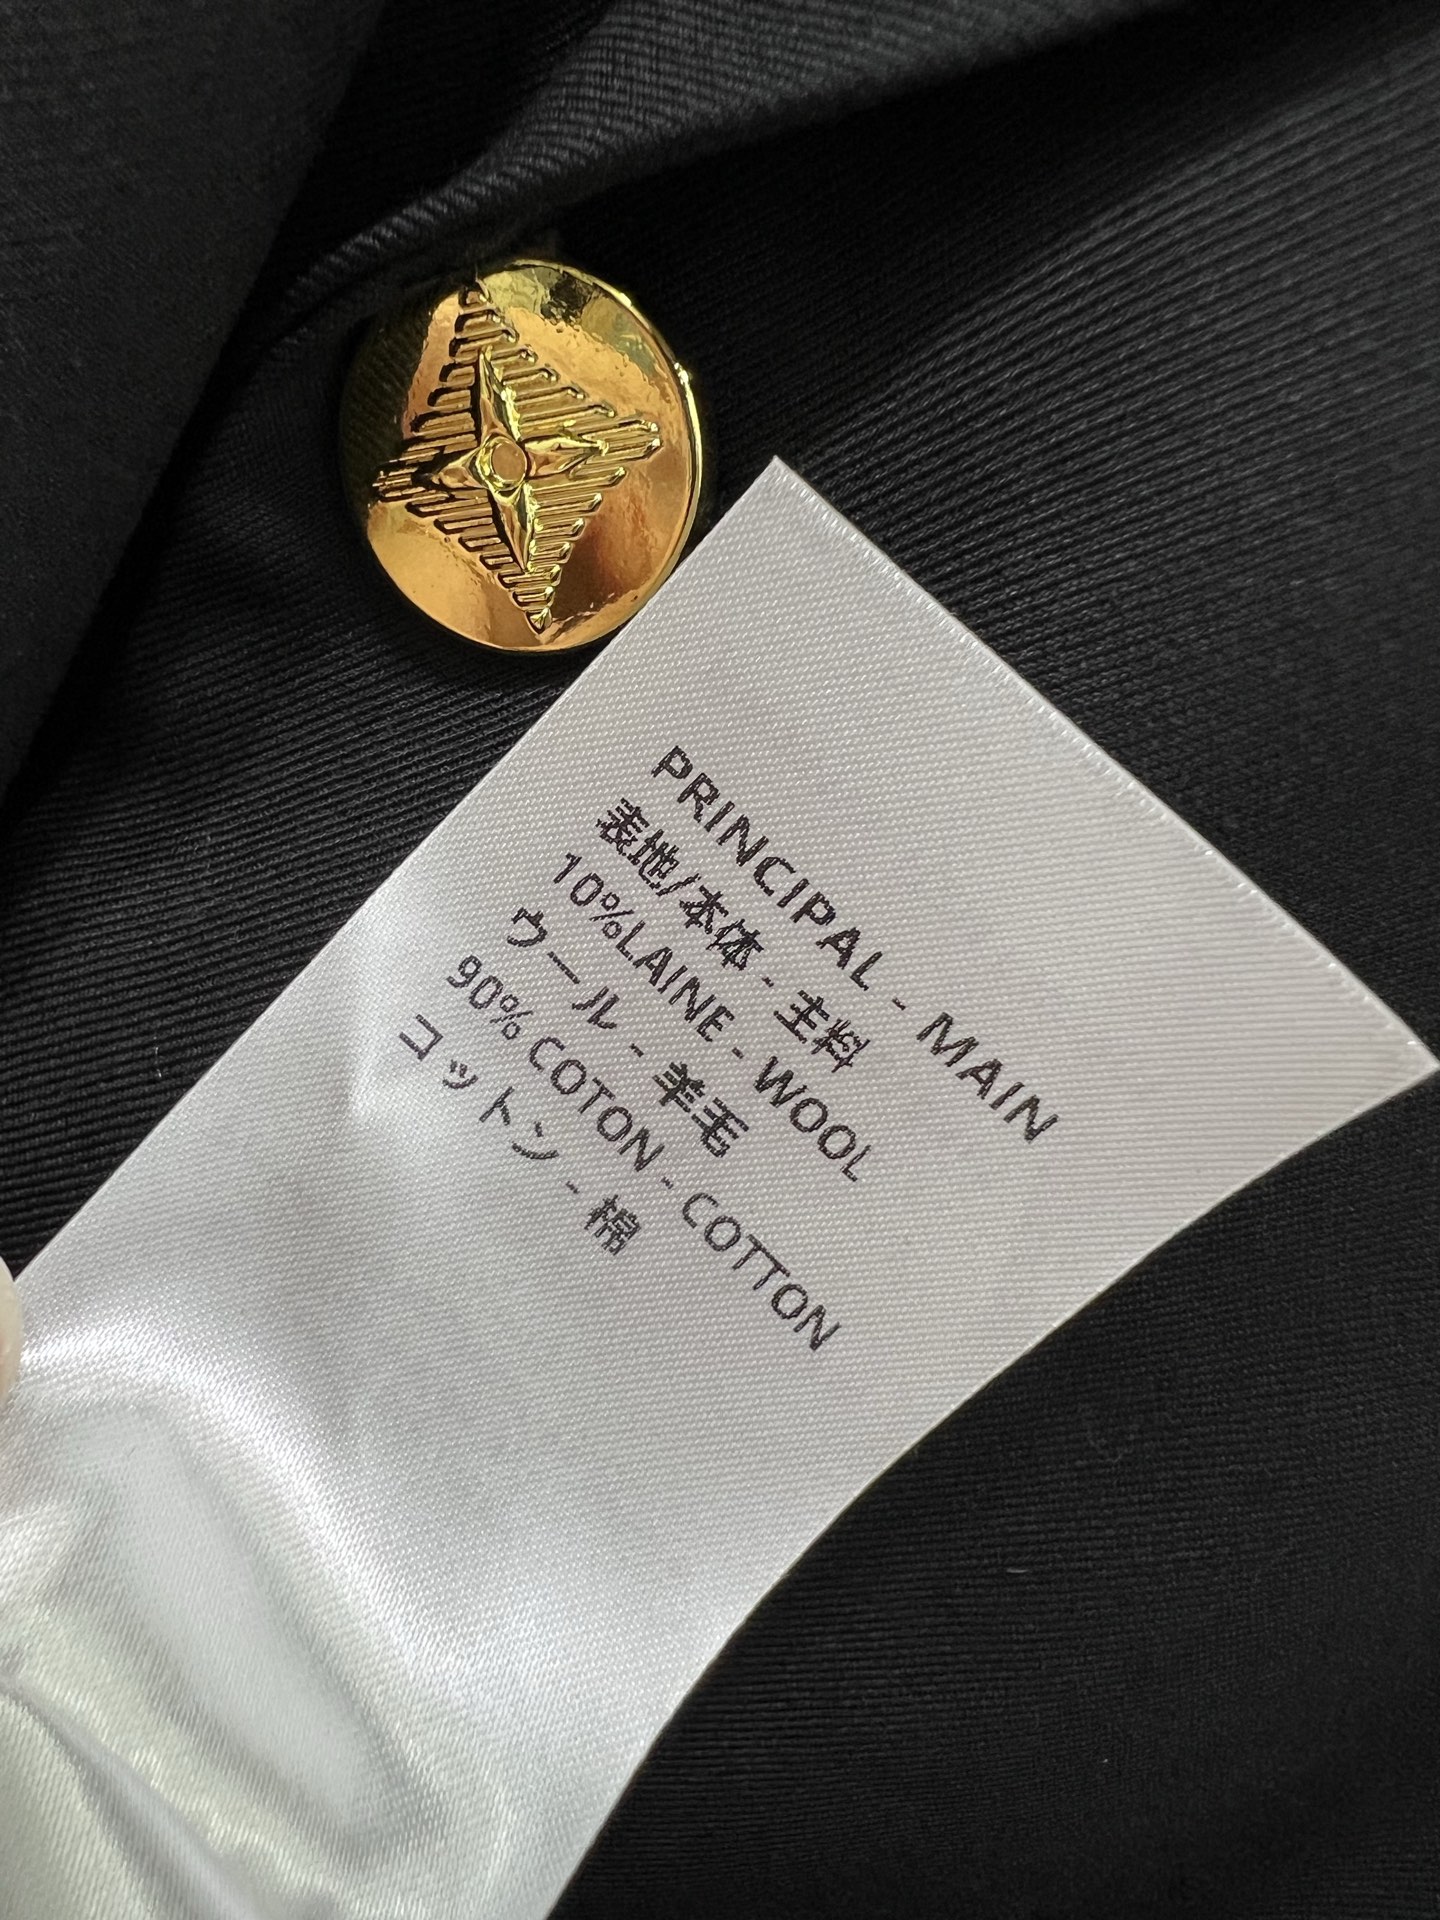 PRINCIPAL - MAIN
表地/本体 - 主料
10%LAINE - WOOL
ウール - 羊毛
90% COTON - COTTON
コットン - 棉